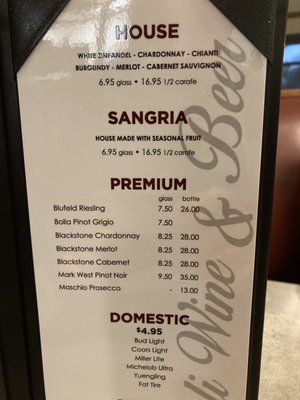 HOUSE
WHITE ZINFANDEL - CHARDONNAY - CHIANTI
BURGUNDY - MERLOT - CABERNET SAUVIGNON
6.95 glass • 16.95 1/2 carafe
SANGRIA
HOUSE MADE WITH SEASONAL FRUIT
6.95 glass • 16.95 1/2 carafe
PREMIUM
glass bottle
Blufeld Riesling 7.50 26.00
Bolla Pinot Grigio 7.50
Blackstone Chardonnay 8.25 28.00
Blackstone Merlot 8.25 28.00
Blackstone Cabernet 8.25 28.00
Mark West Pinot Noir 9.50 35.00
Maschio Prosecco - 13.00
DOMESTIC
$4.95
Bud Light
Coors Light
Miller Lite
Michelob Ultra
Yuengling
Fat Tire
Wine & Beer